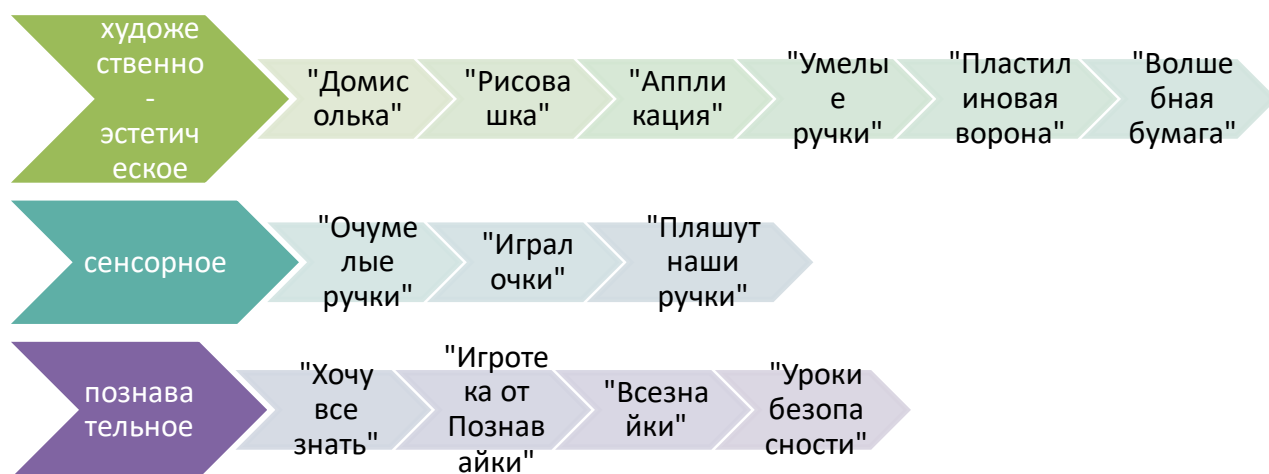 художе
ственно
-
эстетич
еское
"Домис
олька"
"Рисова
шка"
"Аппли
кация"
"Умелы
е
ручки"
"Пластил
иновая
ворона"
"Волше
бная
бумага"
сенсорное
"Очуме
лые
ручки"
"Играл
очки"
"Пляшут
наши
ручки"
познава
тельное
"Хочу
все
знать"
"Игроте
ка от
Познав
айки"
"Всезна
йки"
"Уроки
безопа
сности"